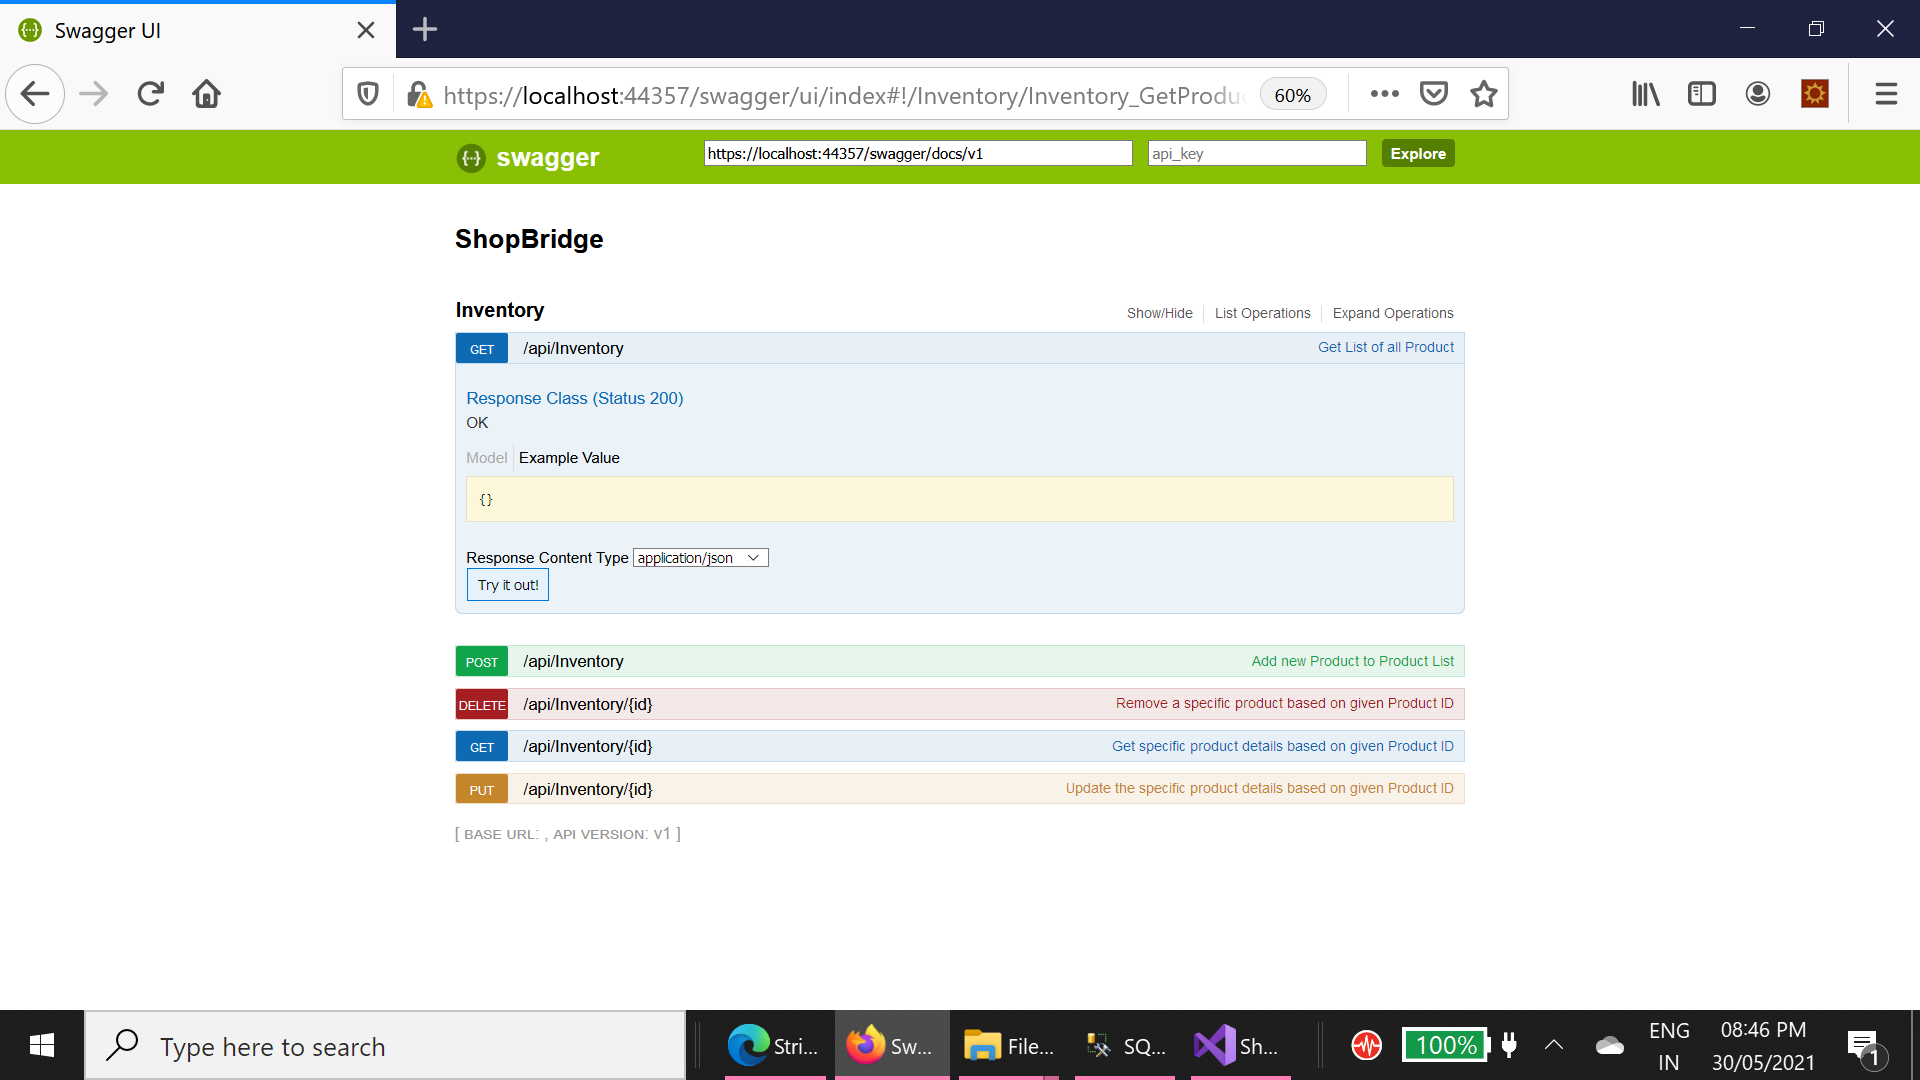 Swagger UI
https://localhost:44357/swagger/ui/index#!/Inventory/Inventory_GetProduc
60%
swagger
https://localhost:44357/swagger/docs/v1
api_key
Explore
ShopBridge
Inventory
Show/Hide
List Operations
Expand Operations
GET
/api/Inventory
Get List of all Product
Response Class (Status 200)
OK
Model
Example Value
{}
Response Content Type
application/json
Try it out!
POST
/api/Inventory
Add new Product to Product List
DELETE
/api/Inventory/{id}
Remove a specific product based on given Product ID
GET
/api/Inventory/{id}
Get specific product details based on given Product ID
PUT
/api/Inventory/{id}
Update the specific product details based on given Product ID
[ BASE URL: , API VERSION: v1 ]
Type here to search
Stri...
Sw...
File...
SQ...
Sh...
100%
ENG
IN
08:46 PM
30/05/2021
1